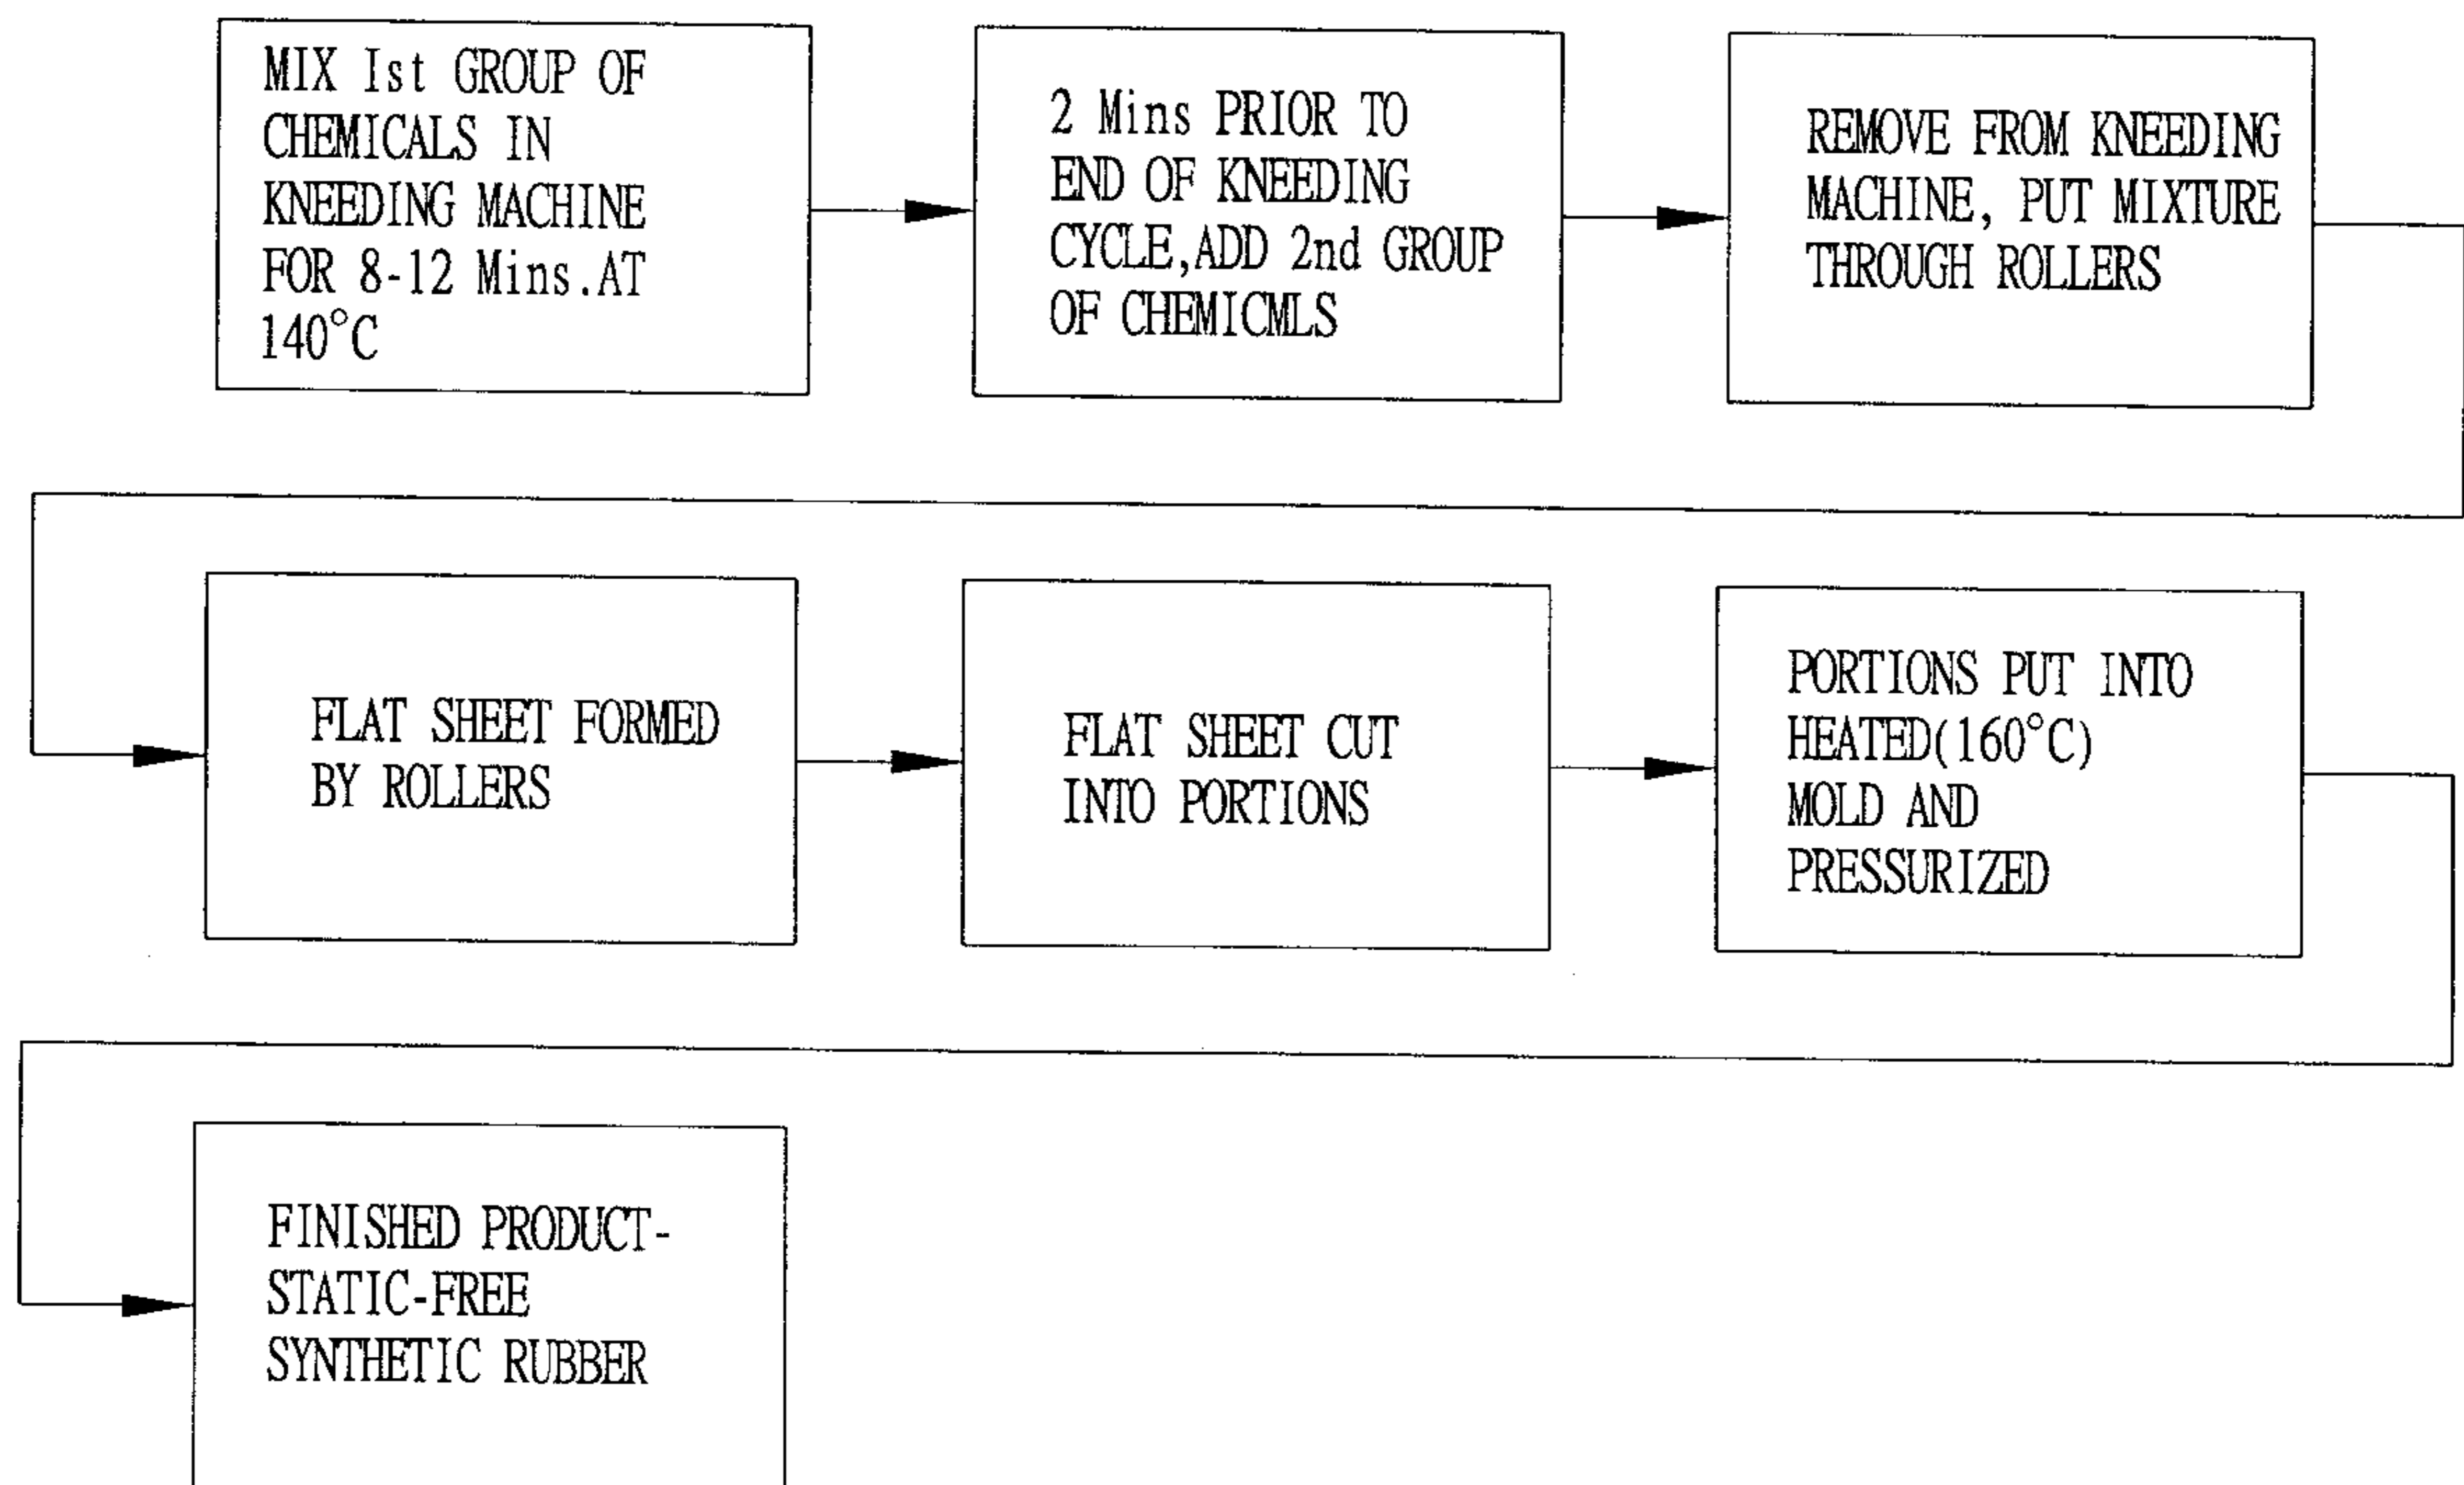 MIX Ist GROUP OF
CHEMICALS IN
KNEEDING MACHINE
FOR 8-12 Mins.AT
140°C
2 Mins PRIOR TO
END OF KNEEDING
CYCLE,ADD 2nd GROUP
OF CHEMICMLS
REMOVE FROM KNEEDING
MACHINE, PUT MIXTURE
THROUGH ROLLERS
FLAT SHEET FORMED
BY ROLLERS
FLAT SHEET CUT
INTO PORTIONS
PORTIONS PUT INTO
HEATED(160°C)
MOLD AND
PRESSURIZED
FINISHED PRODUCT-
STATIC-FREE
SYNTHETIC RUBBER